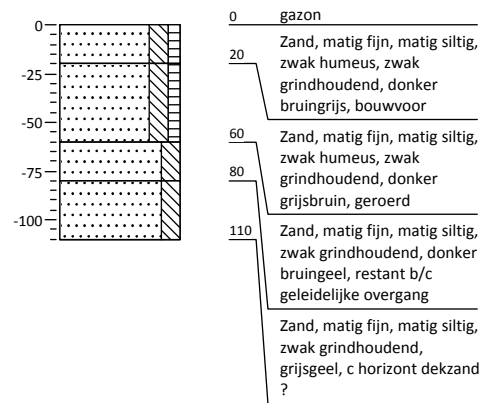 0
-25
-50
-75
-100
0 gazon
20
Zand, matig fijn, matig siltig,
zwak humeus, zwak
grindhoudend, donker
bruingrijs, bouwvoor
60
Zand, matig fijn, matig siltig,
zwak humeus, zwak
grindhoudend, donker
grijsbruin, geroerd
80
Zand, matig fijn, matig siltig,
zwak grindhoudend, donker
bruingeel, restant b/c
geleidelijke overgang
110
Zand, matig fijn, matig siltig,
zwak grindhoudend,
grijsgeel, c horizont dekzand
?